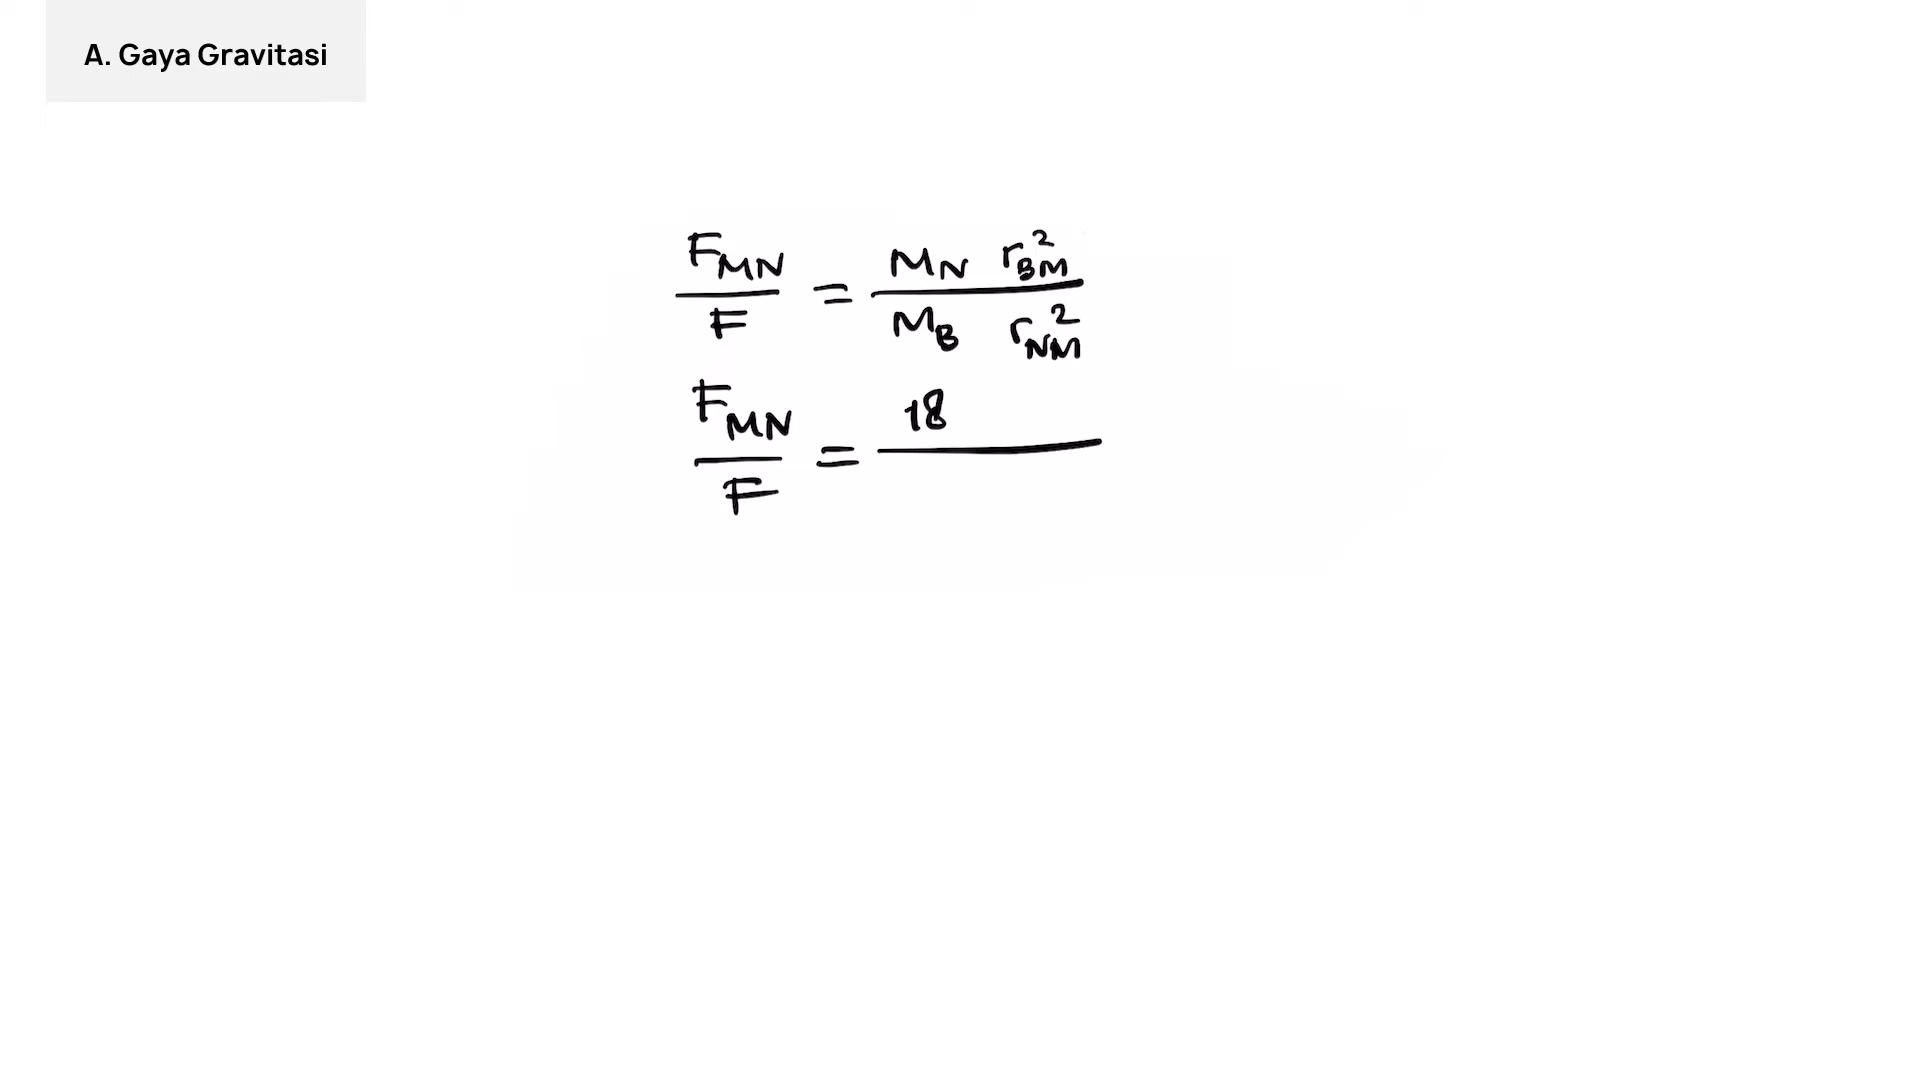 A. Gaya Gravitasi
F_MN / F = M_N r_BM^2 / M_B r_NM^2
F_MN / F = 18 /